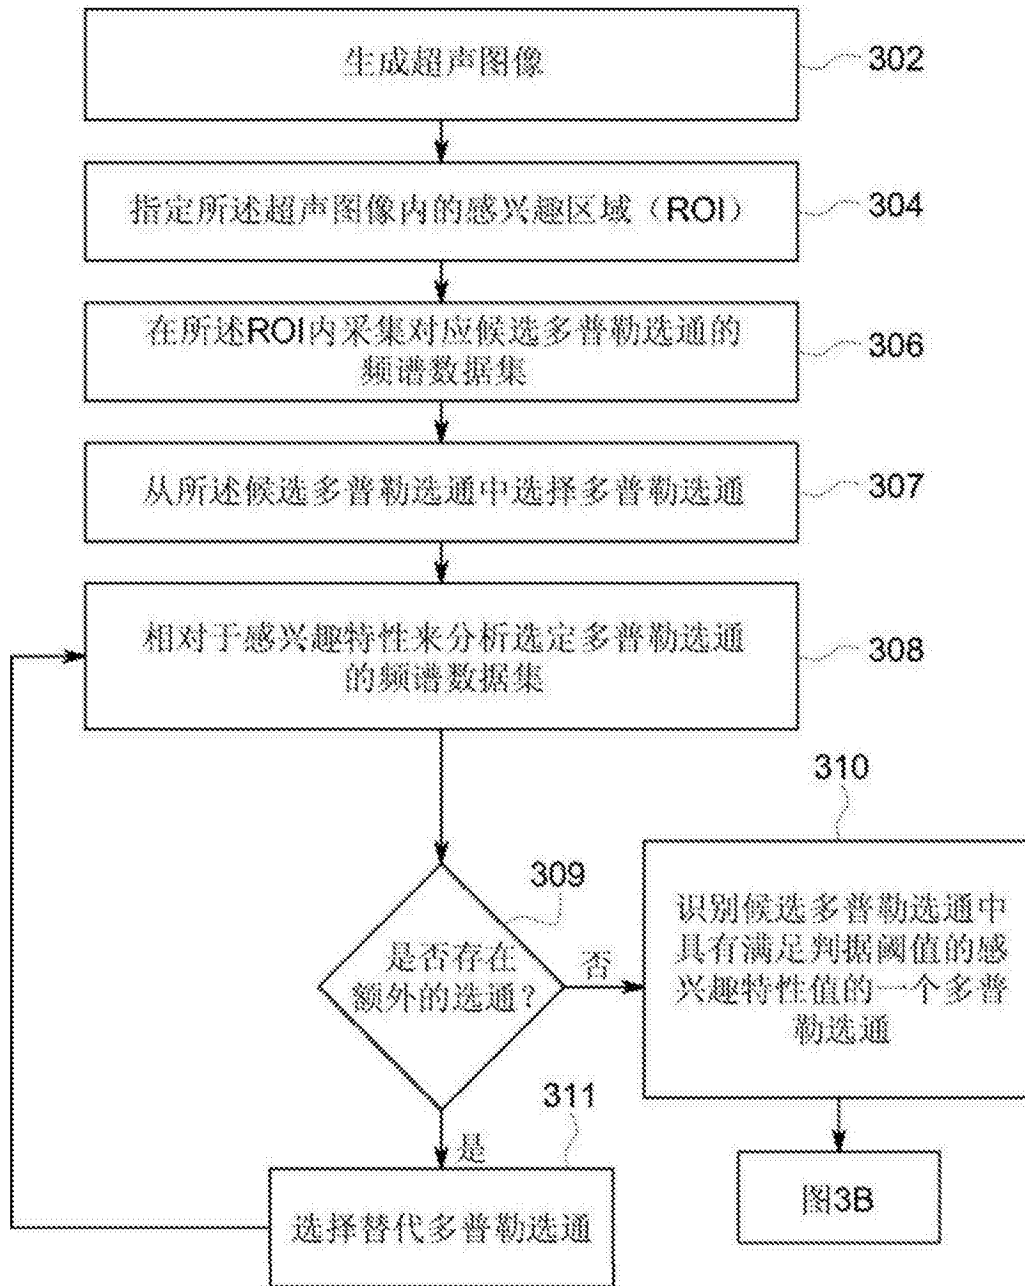 生成超声图像
302
指定所述超声图像内的感兴趣区域（ROI）
304
在所述ROI内采集对应候选多普勒选通的
频谱数据集
306
从所述候选多普勒选通中选择多普勒选通
307
相对于感兴趣特性来分析选定多普勒选通
的频谱数据集
308
309
是否存在
额外的选通？
否
310
识别候选多普勒选通中
具有满足判据阈值的感
兴趣特性值的一个多普
勒选通
是
311
选择替代多普勒选通
图3B